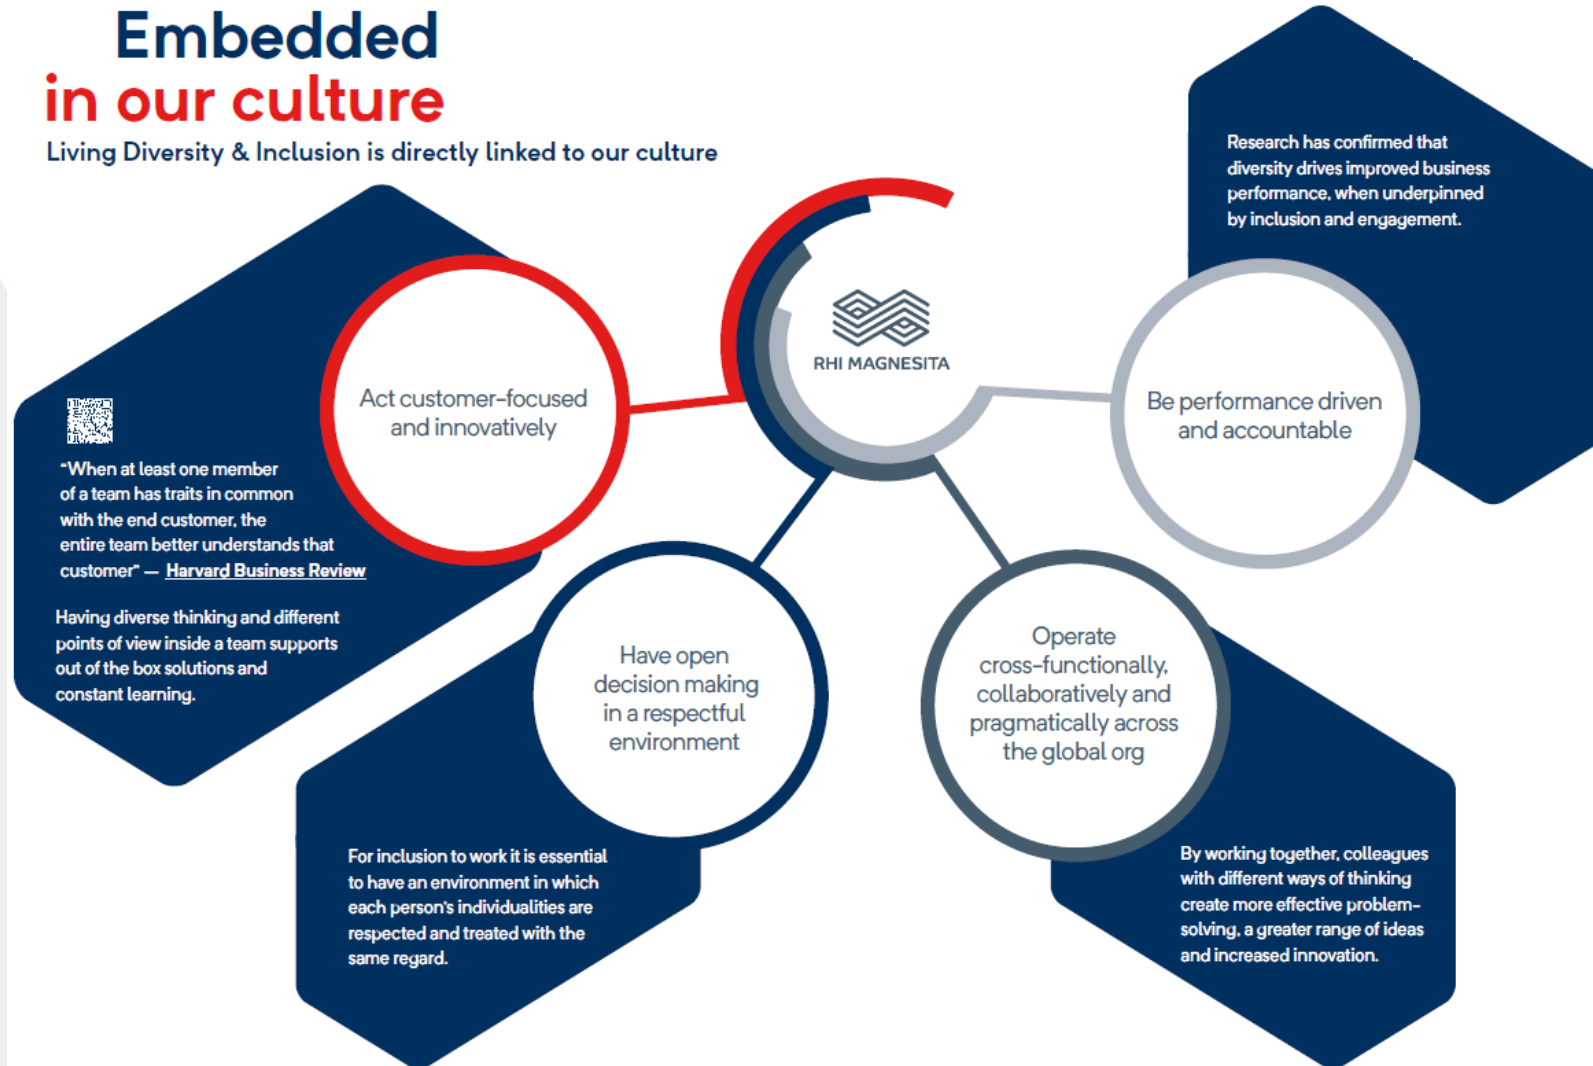 Embedded
in our culture
Living Diversity & Inclusion is directly linked to our culture
Research has confirmed that
diversity drives improved business
performance, when underpinned
by inclusion and engagement.
RHI MAGNESITA
Act customer-focused
and innovatively
Be performance driven
and accountable
“When at least one member
of a team has traits in common
with the end customer, the
entire team better understands that
customer” — Harvard Business Review
Having diverse thinking and different
points of view inside a team supports
out of the box solutions and
constant learning.
Have open
decision making
in a respectful
environment
Operate
cross-functionally,
collaboratively and
pragmatically across
the global org
For inclusion to work it is essential
to have an environment in which
each person's individualities are
respected and treated with the
same regard.
By working together, colleagues
with different ways of thinking
create more effective problem-
solving, a greater range of ideas
and increased innovation.